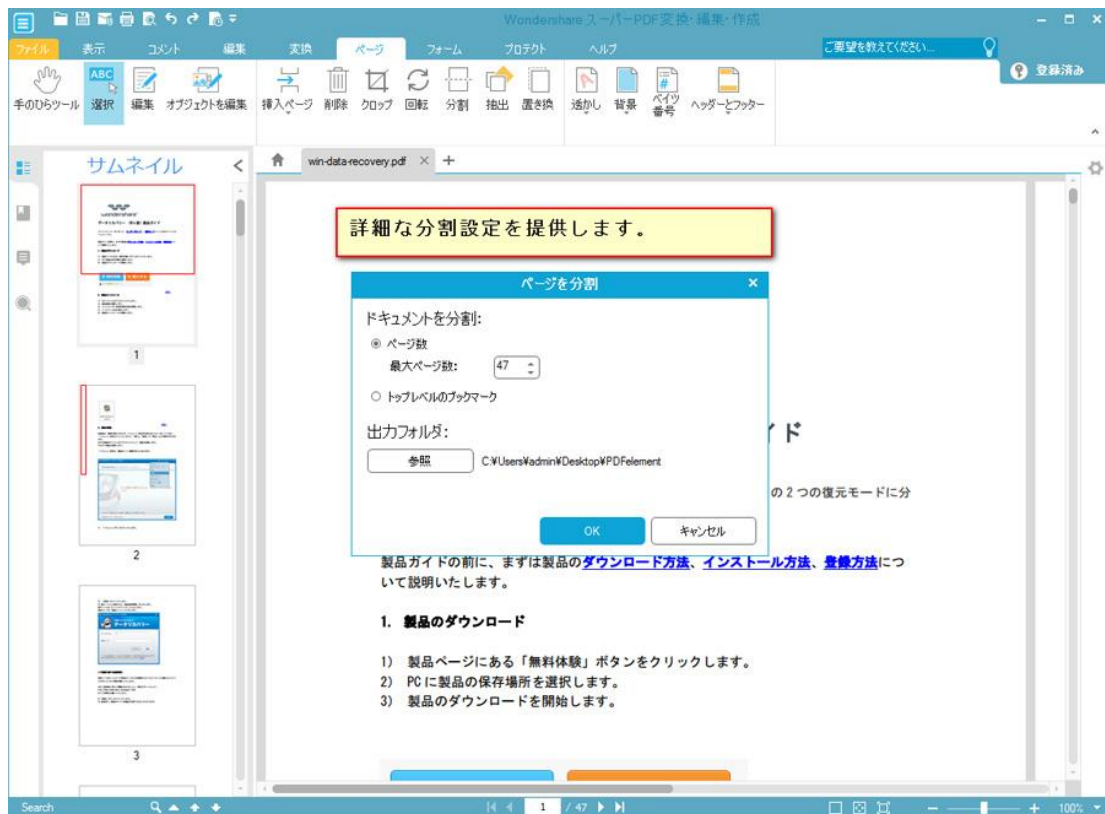 Wondershare スーパーPDF変換・編集・作成
ファイル 表示 コメント 編集 変換 ページ フォーム プロテクト ヘルプ ご要望を教えてください...
登録済み
ABC
手のひらツール 選択 編集 オブジェクトを編集 挿入ページ 削除 クロップ 回転 分割 抽出 置き換 透かし 背景 ベイツ番号 ヘッダーとフッター
サムネイル
win-data-recovery.pdf
詳細な分割設定を提供します。
ページを分割
ドキュメントを分割:
ページ数
最大ページ数: 47
トップレベルのブックマーク
出力フォルダ:
参照 C:¥Users¥admin¥Desktop¥PDFelement
OK キャンセル
イド
の2つの復元モードに分
製品ガイドの前に、まずは製品のダウンロード方法、インストール方法、登録方法につ
いて説明いたします。
1. 製品のダウンロード
1) 製品ページにある「無料体験」ボタンをクリックします。
2) PCに製品の保存場所を選択します。
3) 製品のダウンロードを開始します。
1
2
3
Search 1 / 47 100%